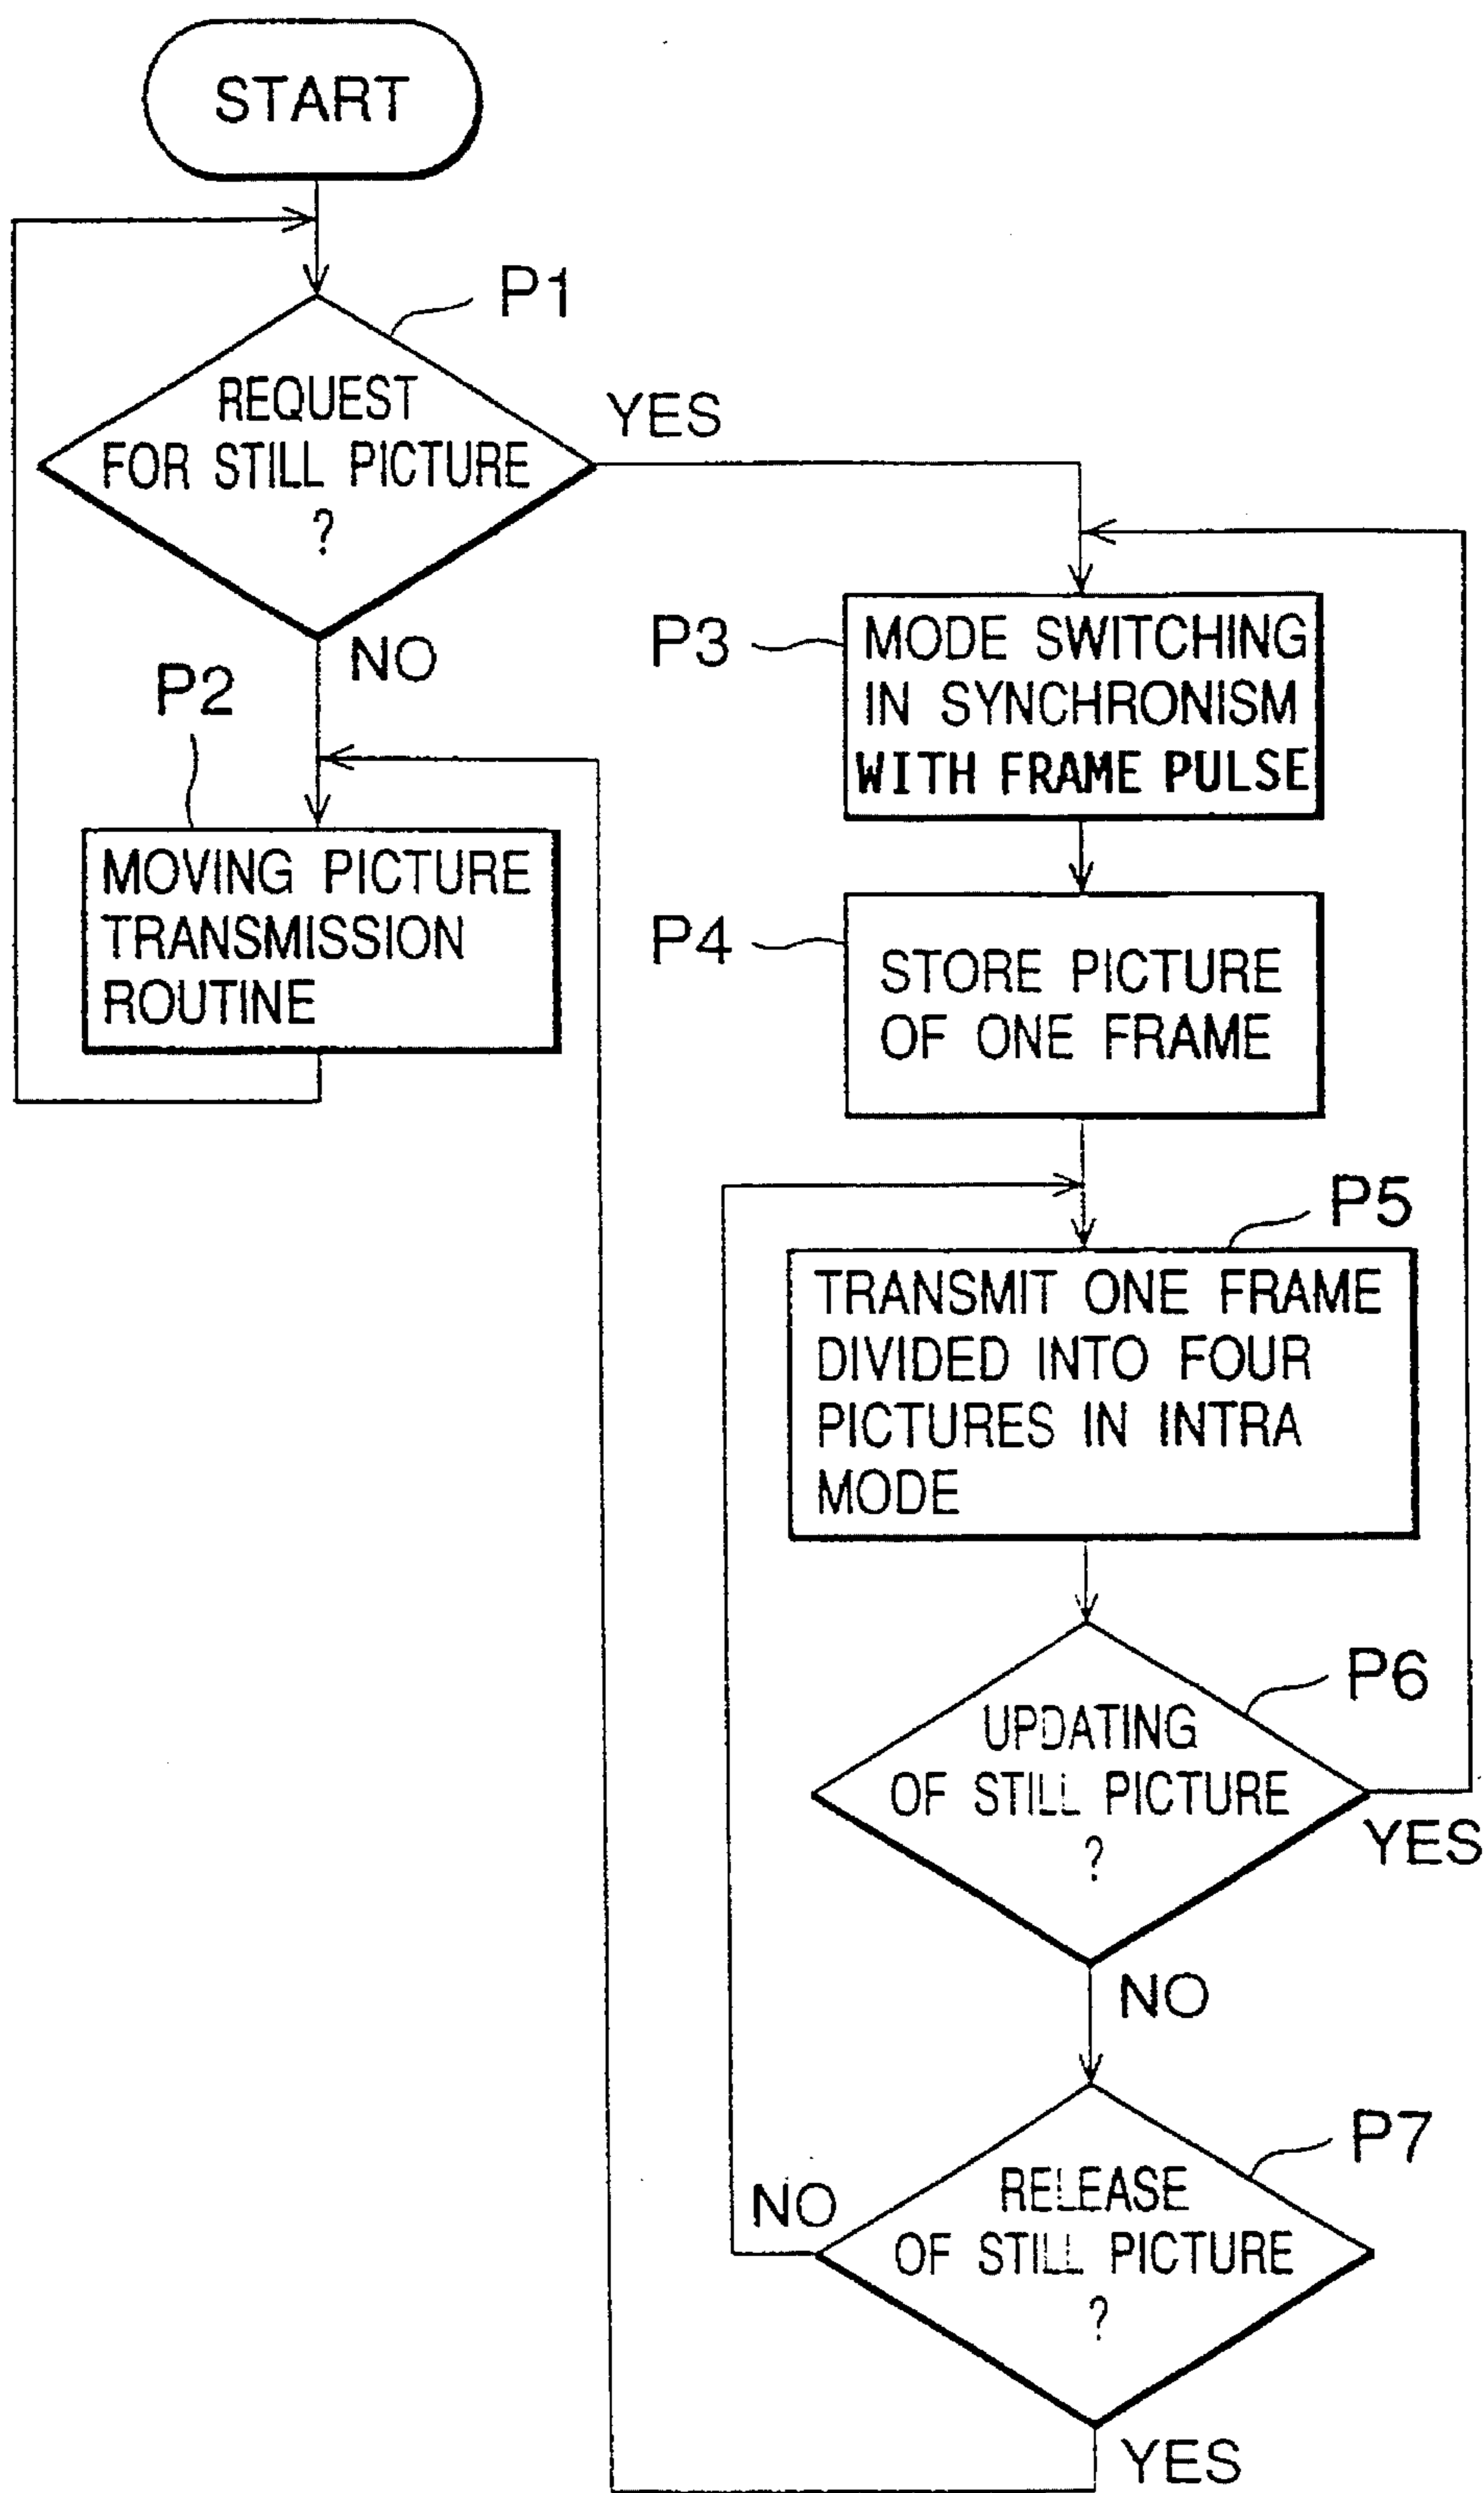 START
P1
REQUEST
FOR STILL PICTURE
?
YES
NO
P2
MOVING PICTURE
TRANSMISSION
ROUTINE
P3
MODE SWITCHING
IN SYNCHRONISM
WITH FRAME PULSE
P4
STORE PICTURE
OF ONE FRAME
P5
TRANSMIT ONE FRAME
DIVIDED INTO FOUR
PICTURES IN INTRA
MODE
P6
UPDATING
OF STILL PICTURE
?
YES
NO
P7
RELEASE
OF STILL PICTURE
?
NO
YES